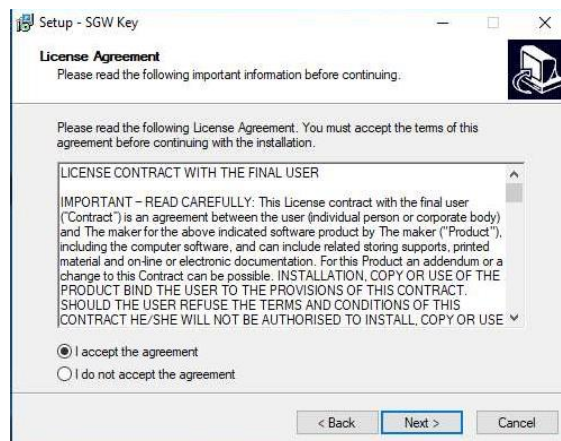 Setup - SGW Key
License Agreement
Please read the following important information before continuing.
Please read the following License Agreement. You must accept the terms of this
agreement before continuing with the installation.
LICENSE CONTRACT WITH THE FINAL USER
IMPORTANT – READ CAREFULLY: This License contract with the final user
("Contract") is an agreement between the user (individual person or corporate body)
and The maker for the above indicated software product by The maker ("Product"),
including the computer software, and can include related storing supports, printed
material and on-line or electronic documentation. For this Product an addendum or a
change to this Contract can be possible. INSTALLATION, COPY OR USE OF THE
PRODUCT BIND THE USER TO THE PROVISIONS OF THIS CONTRACT.
SHOULD THE USER REFUSE THE TERMS AND CONDITIONS OF THIS
CONTRACT HE/SHE WILL NOT BE AUTHORISED TO INSTALL, COPY OR USE
I accept the agreement
I do not accept the agreement
< Back Next > Cancel